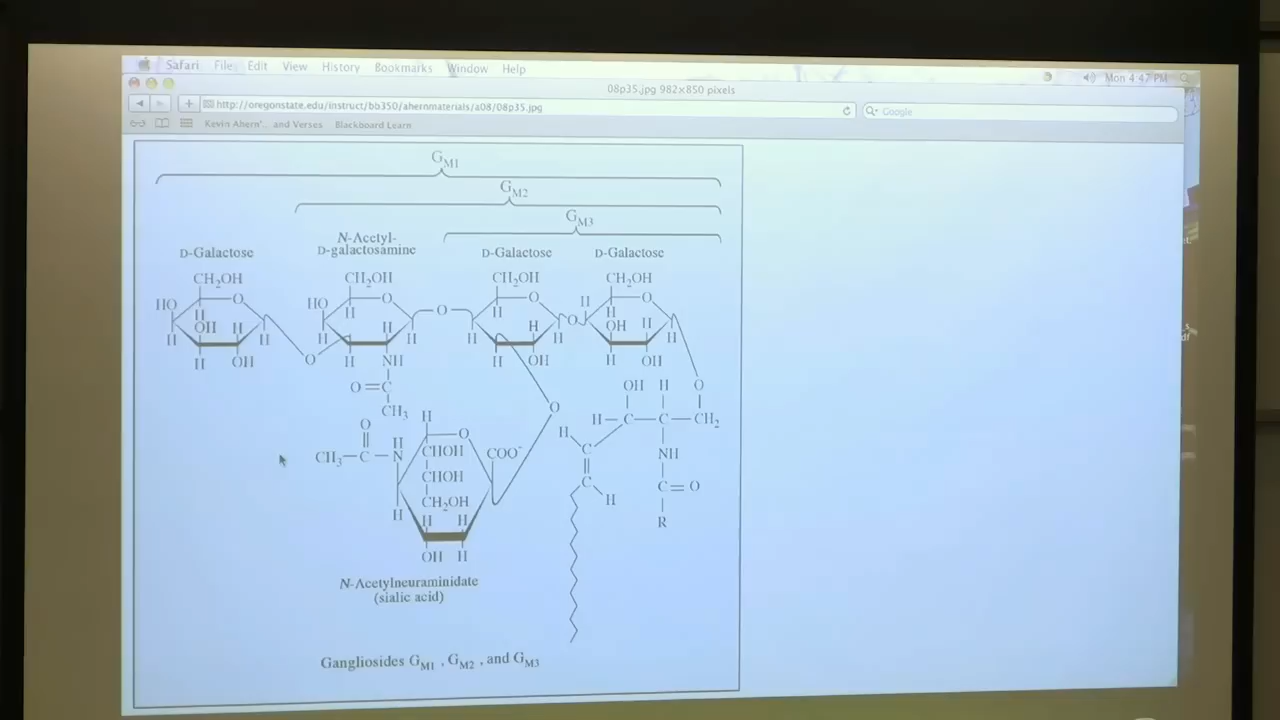 Safari File Edit View History Bookmarks Window Help
Mon 4:47 PM
08p35.jpg 982×850 pixels
http://oregonstate.edu/instruct/bb350/ahernmaterials/a08/08p35.jpg
Google
Kevin Ahern'... and Verses Blackboard Learn
GM1
GM2
GM3
D-Galactose
N-Acetyl-
D-galactosamine
D-Galactose
D-Galactose
CH2OH
CH2OH
CH2OH
CH2OH
HO O HO O O H O
H H H H
O O
OH H H H OH H
H H H H H H H
H OH H NH H OH H OH
O O
O=C
CH3
OH H O
H–C–C–CH2
O H O H
CH3–C–N CHOH COO- C NH
CHOH
C C=O
CH2OH H
H H H R
OH H
N-Acetylneuraminidate
(sialic acid)
Gangliosides GM1, GM2, and GM3